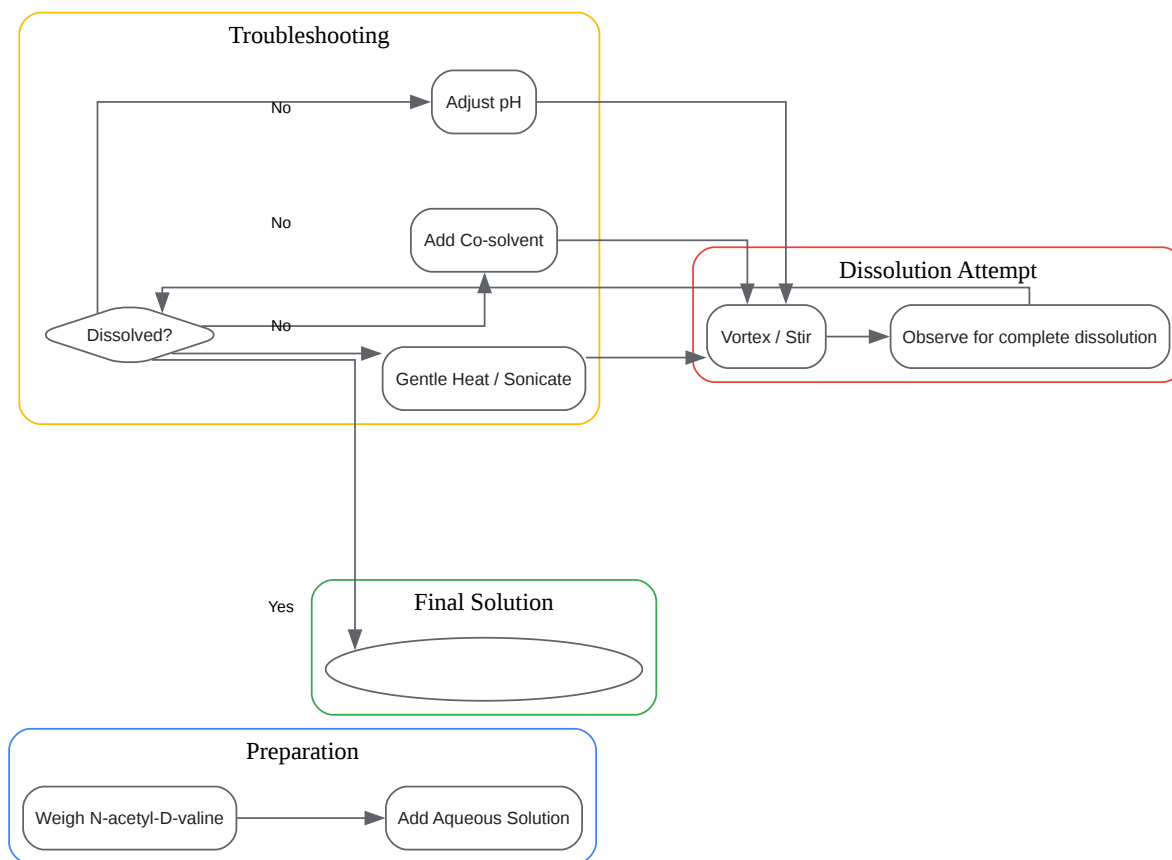 Troubleshooting
Adjust pH
No
No
Add Co-solvent
Dissolution Attempt
Dissolved?
No
Vortex / Stir
Observe for complete dissolution
Gentle Heat / Sonicate
Yes
Final Solution
Preparation
Weigh N-acetyl-D-valine
Add Aqueous Solution